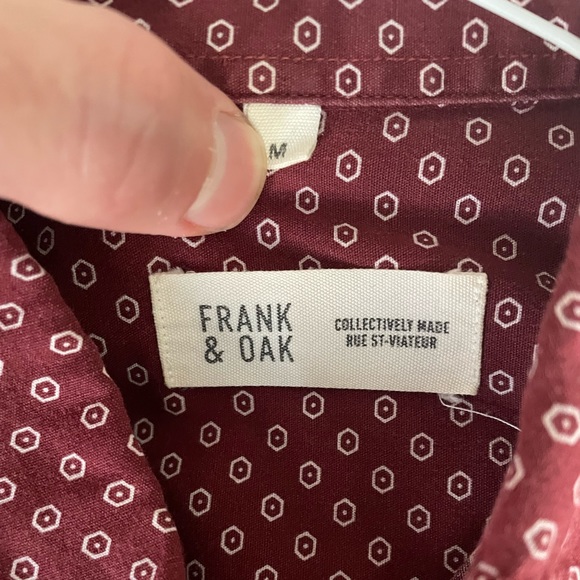 M
FRANK
& OAK
COLLECTIVELY MADE
RUE ST-VIATEUR